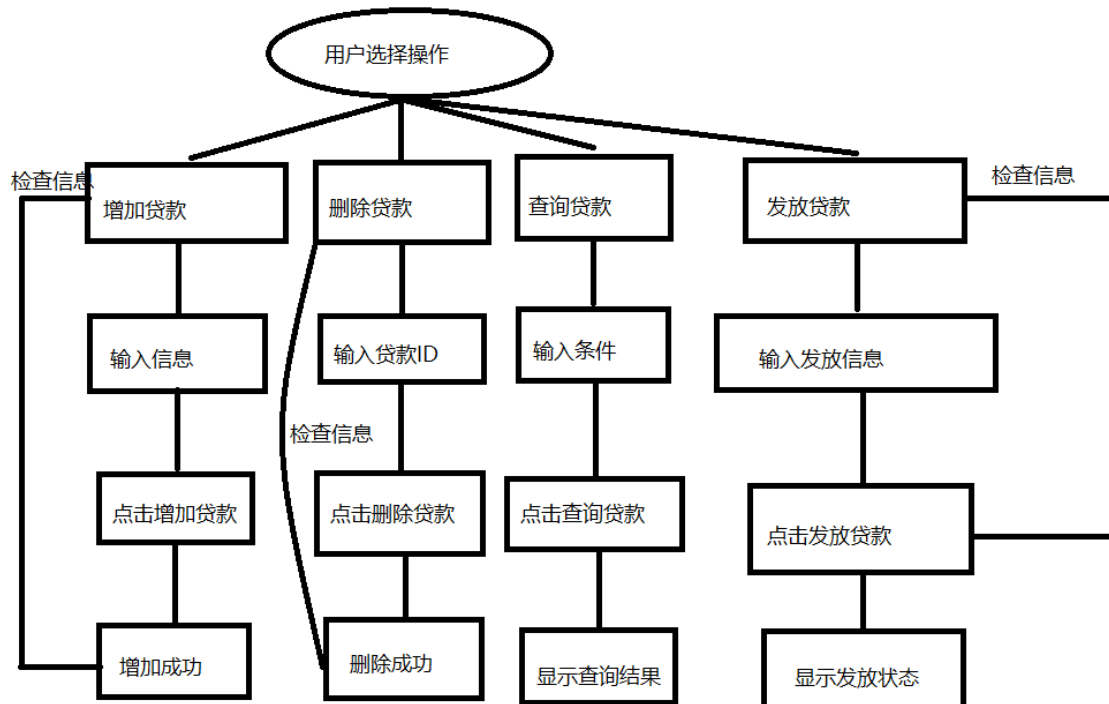 用户选择操作
检查信息
增加贷款
删除贷款
查询贷款
发放贷款
检查信息
输入信息
输入贷款ID
输入条件
输入发放信息
检查信息
点击增加贷款
点击删除贷款
点击查询贷款
点击发放贷款
增加成功
删除成功
显示查询结果
显示发放状态